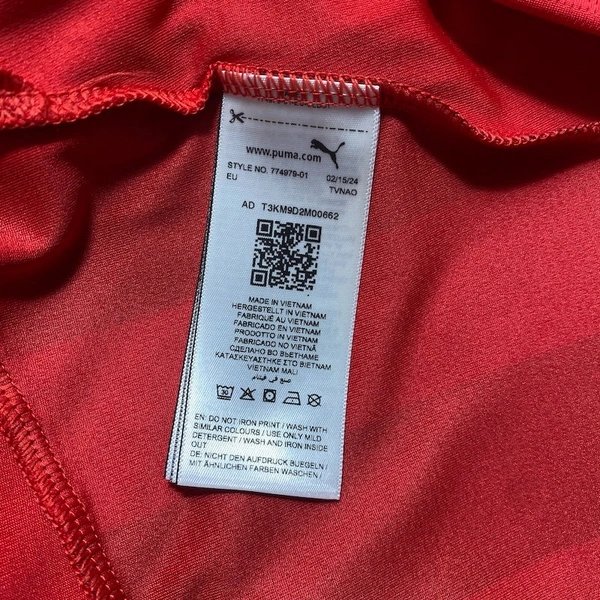 www.puma.com
STYLE NO. 774979-01 02/15/24
EU TVNAO
AD T3KM9D2M00662
MADE IN VIETNAM
HERGESTELLT IN VIETNAM
FABRIQUÉ AU VIETNAM
FABRICADO EN VIETNAM
PRODOTTO IN VIETNAM
FABRICADO NO VIETNÃ
СДЕЛАНО ВО ВЬЕТНАМЕ
ΚΑΤΑΣΚΕΥΑΣΤΗΚΕ ΣΤΟ ΒΙΕΤΝΑΜ
VIETNAM MALI
صنع في فيتنام
EN: DO NOT IRON PRINT / WASH WITH
SIMILAR COLOURS / USE ONLY MILD
DETERGENT / WASH AND IRON INSIDE
OUT
DE: NICHT DEN AUFDRUCK BUEGELN /
MIT ÄHNLICHEN FARBEN WASCHEN /